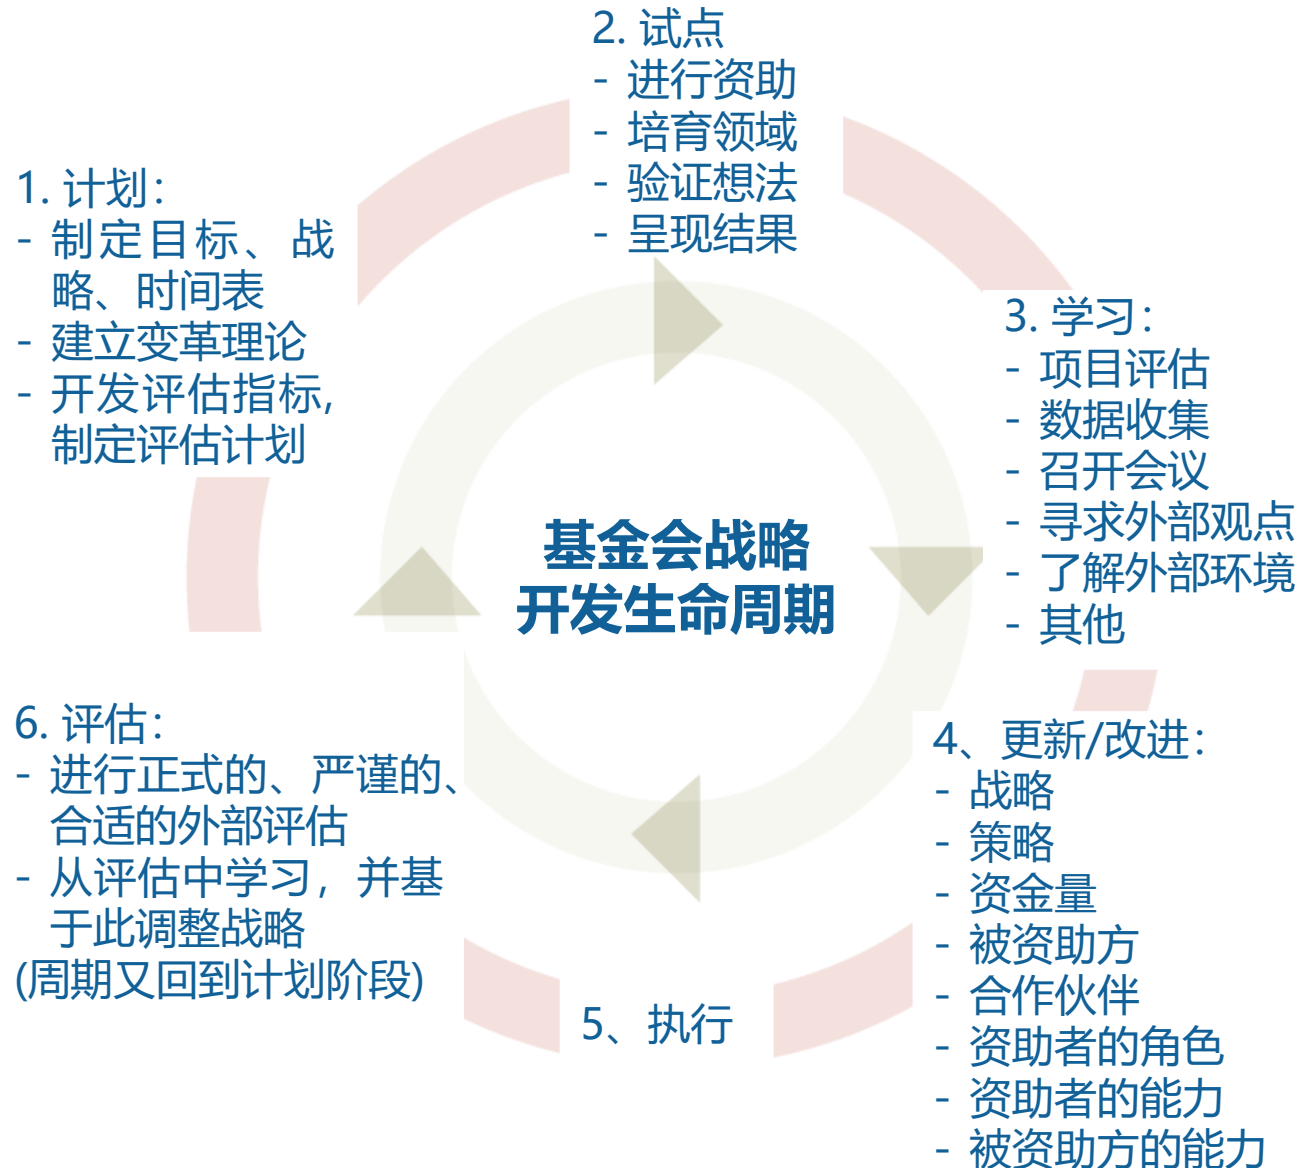 1. 计划：
- 制定目标、战
略、时间表
- 建立变革理论
- 开发评估指标,
制定评估计划
2. 试点
- 进行资助
- 培育领域
- 验证想法
- 呈现结果
3. 学习：
- 项目评估
- 数据收集
- 召开会议
- 寻求外部观点
- 了解外部环境
- 其他
基金会战略
开发生命周期
4、更新/改进：
- 战略
- 策略
- 资金量
- 被资助方
- 合作伙伴
- 资助者的角色
- 资助者的能力
- 被资助方的能力
5、执行
6. 评估：
- 进行正式的、严谨的、
合适的外部评估
- 从评估中学习，并基
于此调整战略
(周期又回到计划阶段)